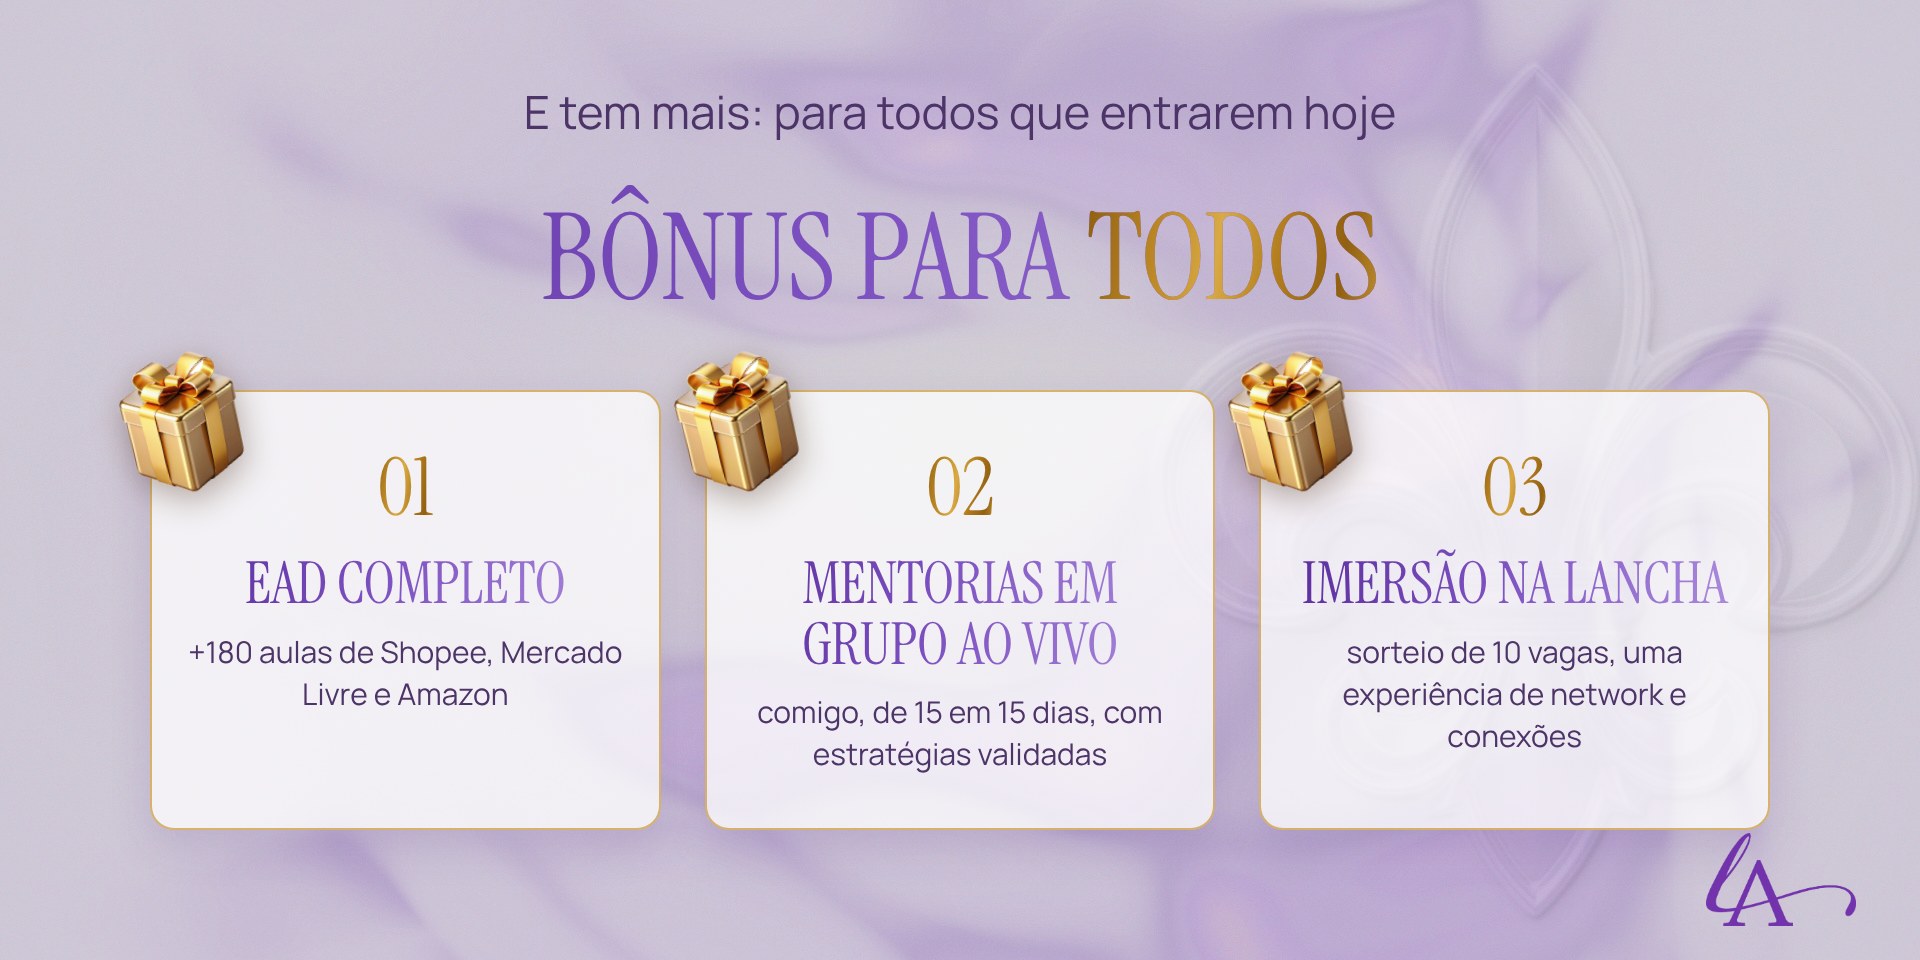 E tem mais: para todos que entrarem hoje
BÔNUS PARA TODOS
01
EAD COMPLETO
+180 aulas de Shopee, Mercado
Livre e Amazon
02
MENTORIAS EM
GRUPO AO VIVO
comigo, de 15 em 15 dias, com
estratégias validadas
03
IMERSÃO NA LANCHA
sorteio de 10 vagas, uma
experiência de network e
conexões
lA